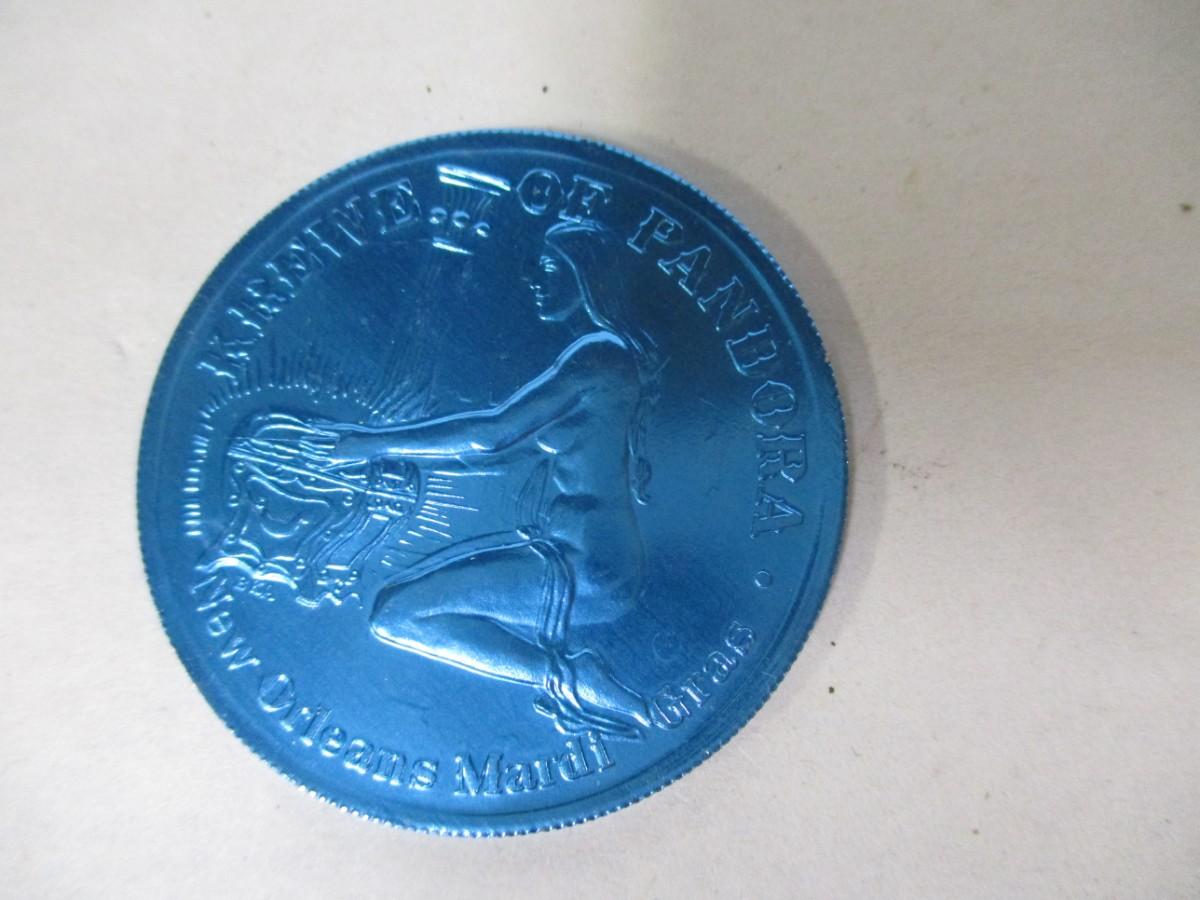 KREWE... OF PANDORA
New Orleans Mardi Gras